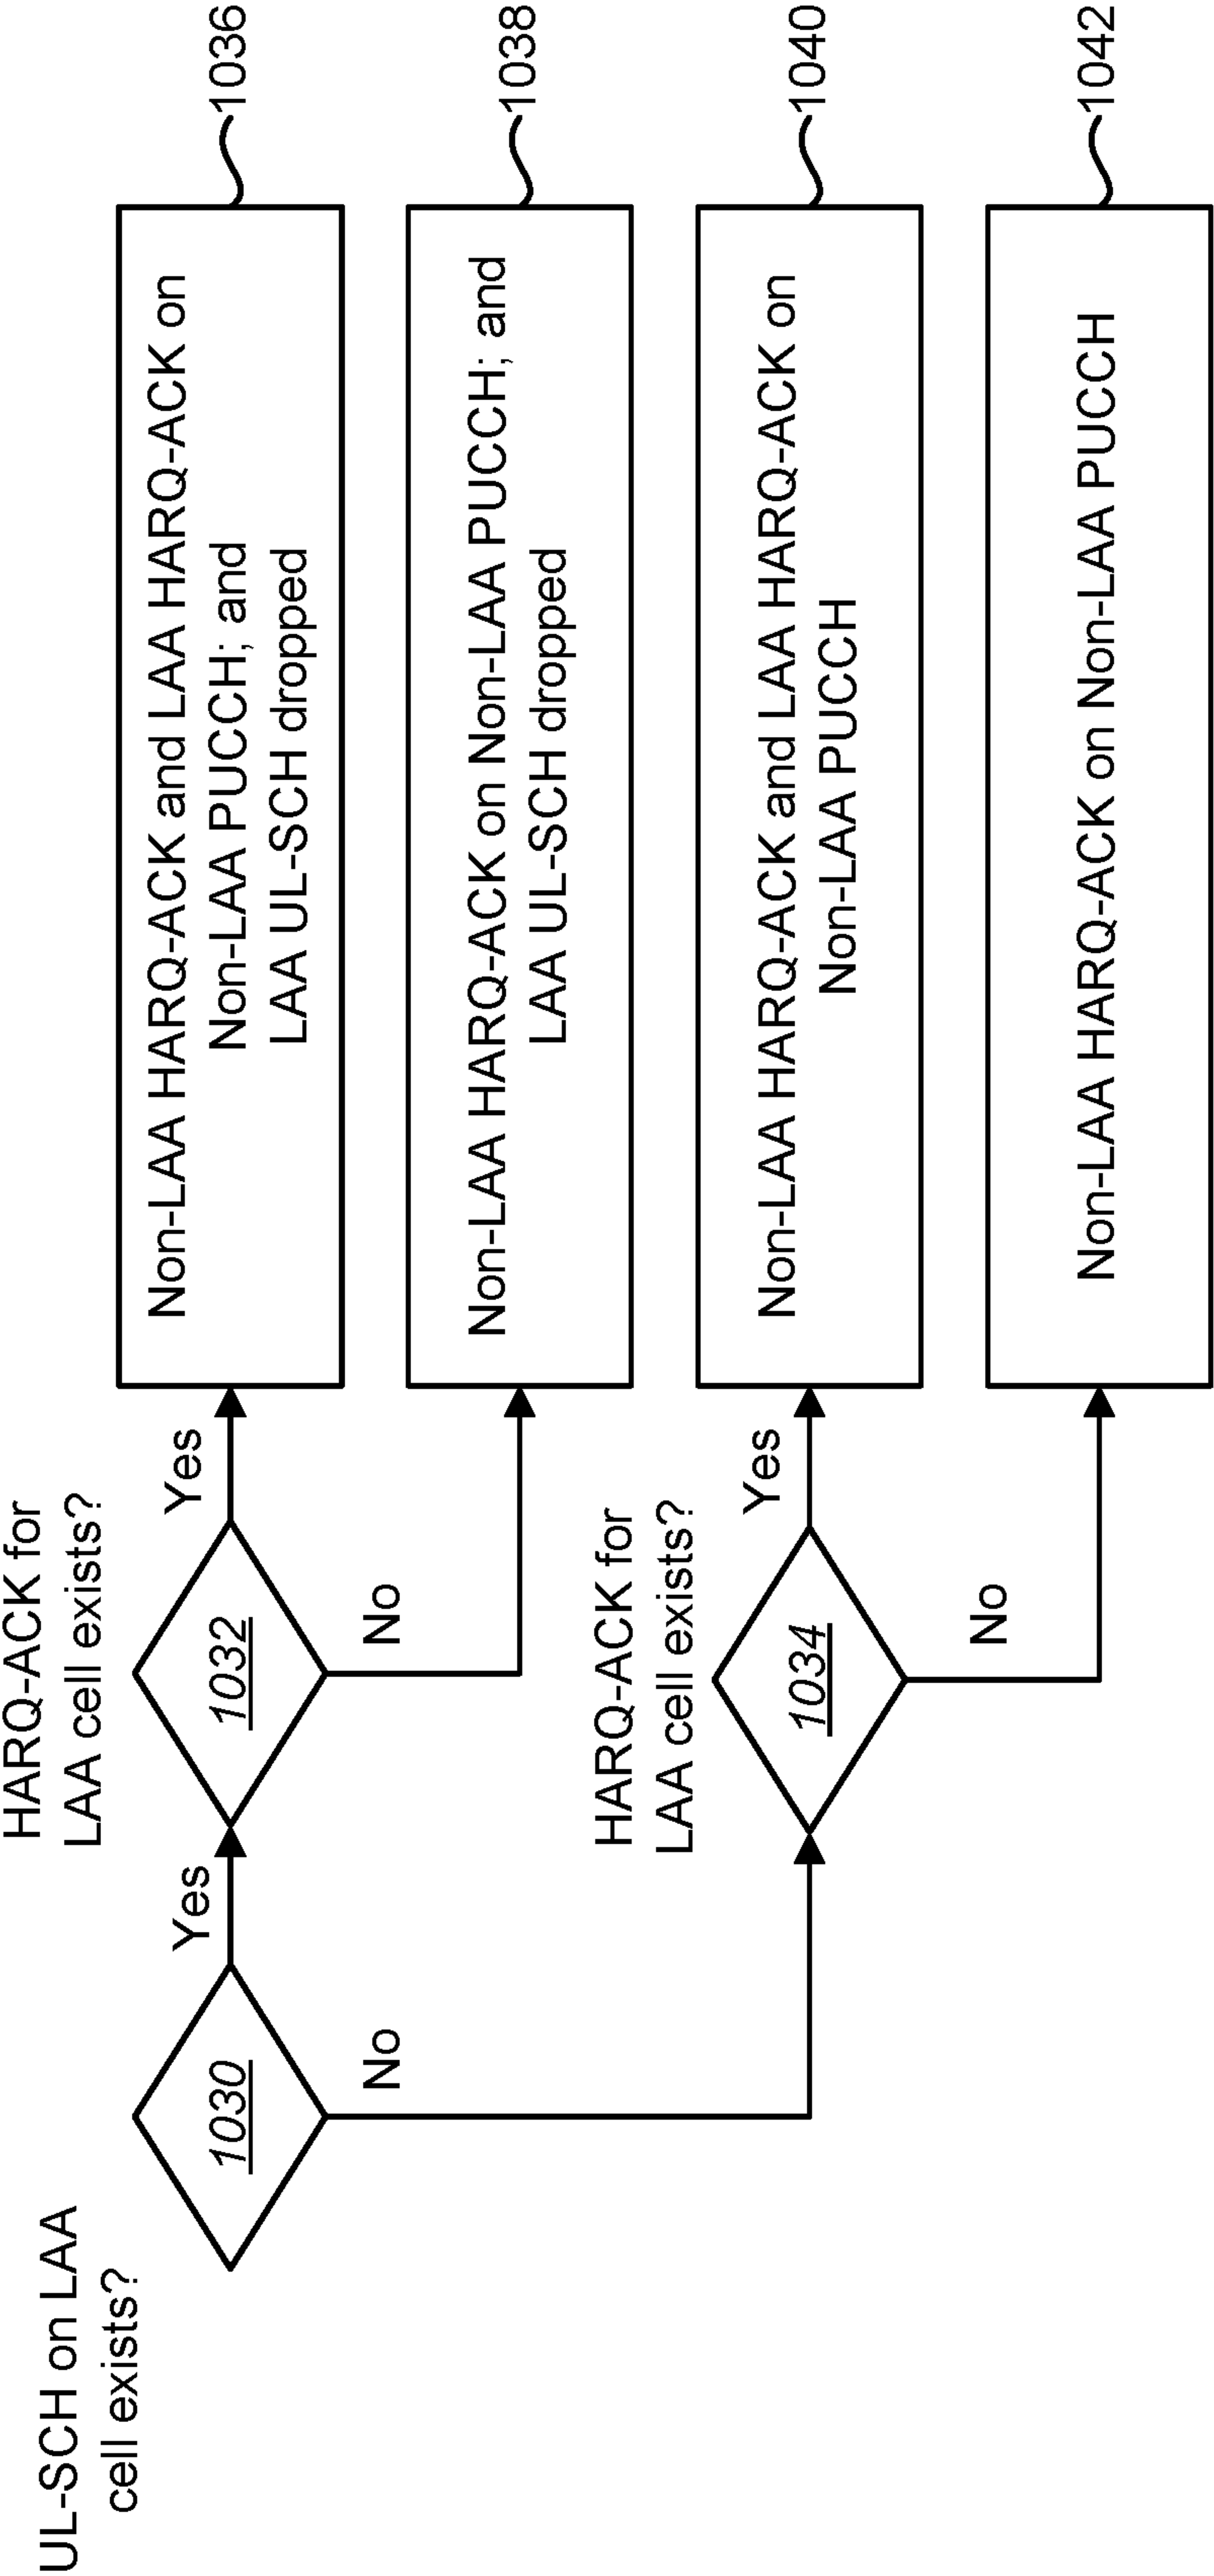 UL-SCH on LAA
cell exists?
1030
Yes
No
HARQ-ACK for
LAA cell exists?
1032
Yes
No
Non-LAA HARQ-ACK and LAA HARQ-ACK on
Non-LAA PUCCH; and
LAA UL-SCH dropped
1036
Non-LAA HARQ-ACK on Non-LAA PUCCH; and
LAA UL-SCH dropped
1038
HARQ-ACK for
LAA cell exists?
1034
Yes
No
Non-LAA HARQ-ACK and LAA HARQ-ACK on
Non-LAA PUCCH
1040
Non-LAA HARQ-ACK on Non-LAA PUCCH
1042